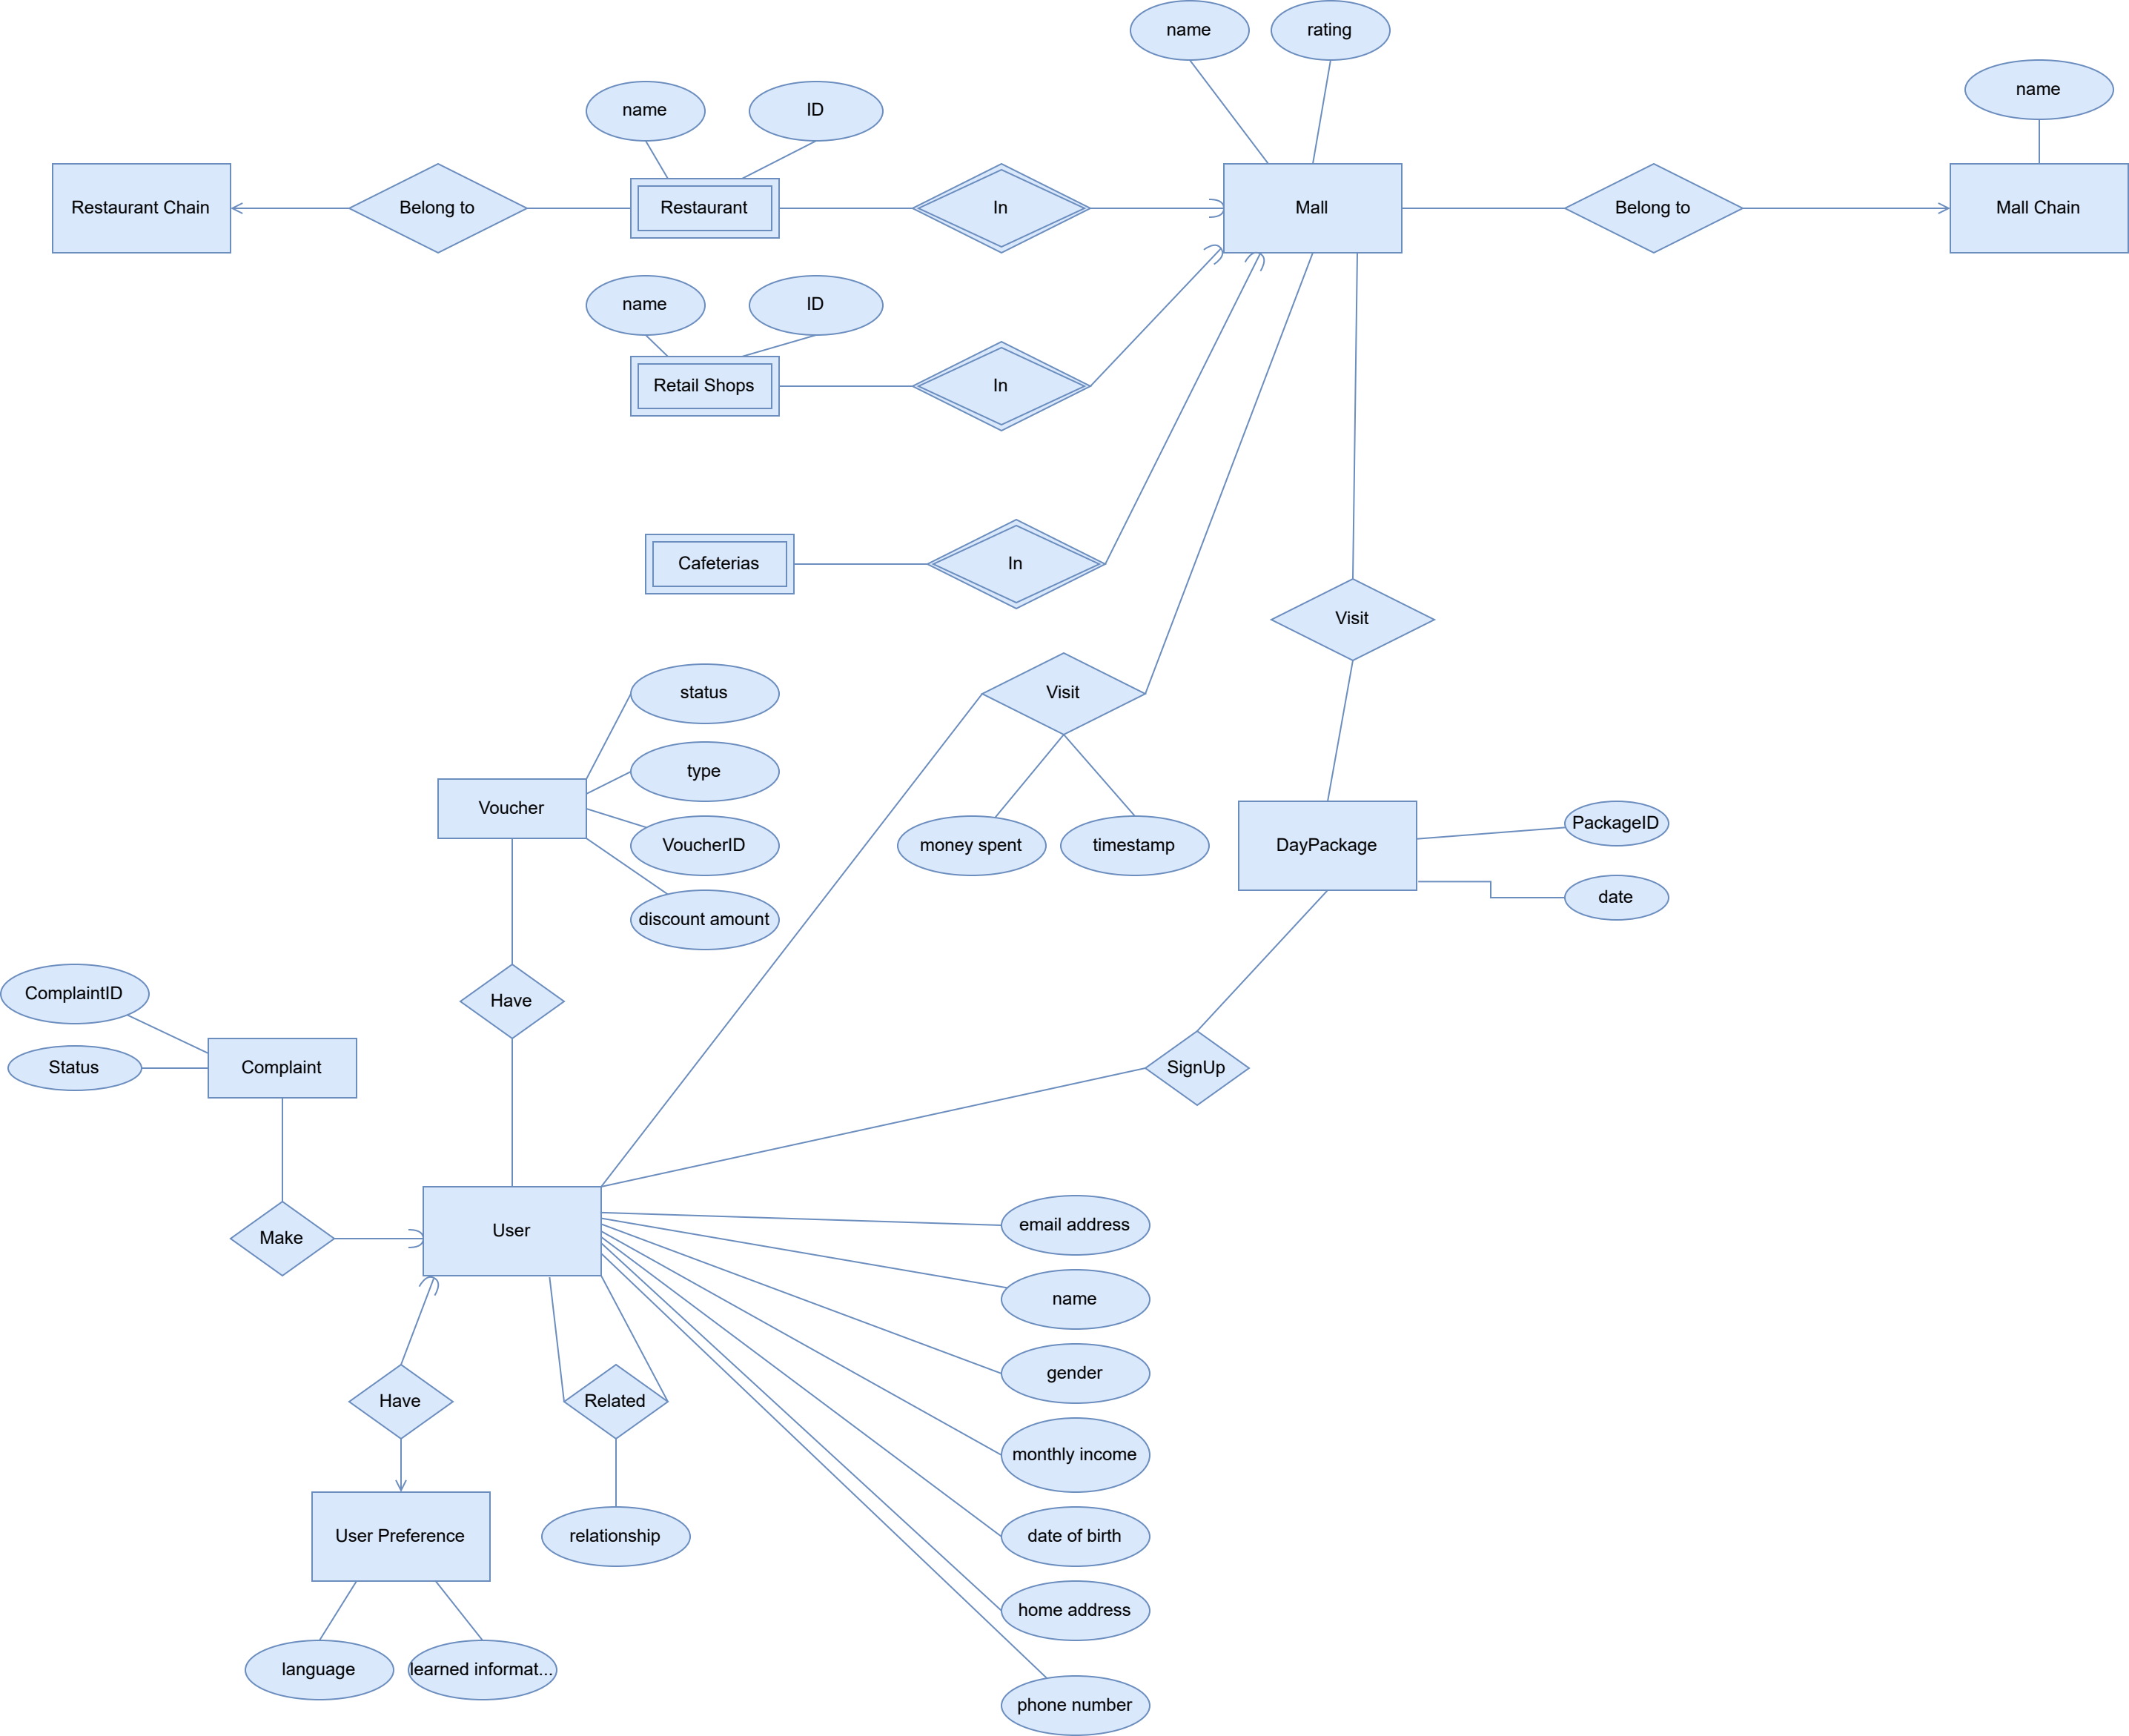 name
rating
name
name
ID
Restaurant Chain
Belong to
Restaurant
In
Mall
Belong to
Mall Chain
name
ID
Retail Shops
In
Cafeterias
In
Visit
status
Visit
type
Voucher
VoucherID
money spent
timestamp
DayPackage
PackageID
date
discount amount
ComplaintID
Have
Status
Complaint
SignUp
Make
User
email address
name
gender
Have
Related
monthly income
User Preference
relationship
date of birth
home address
language
learned informat...
phone number